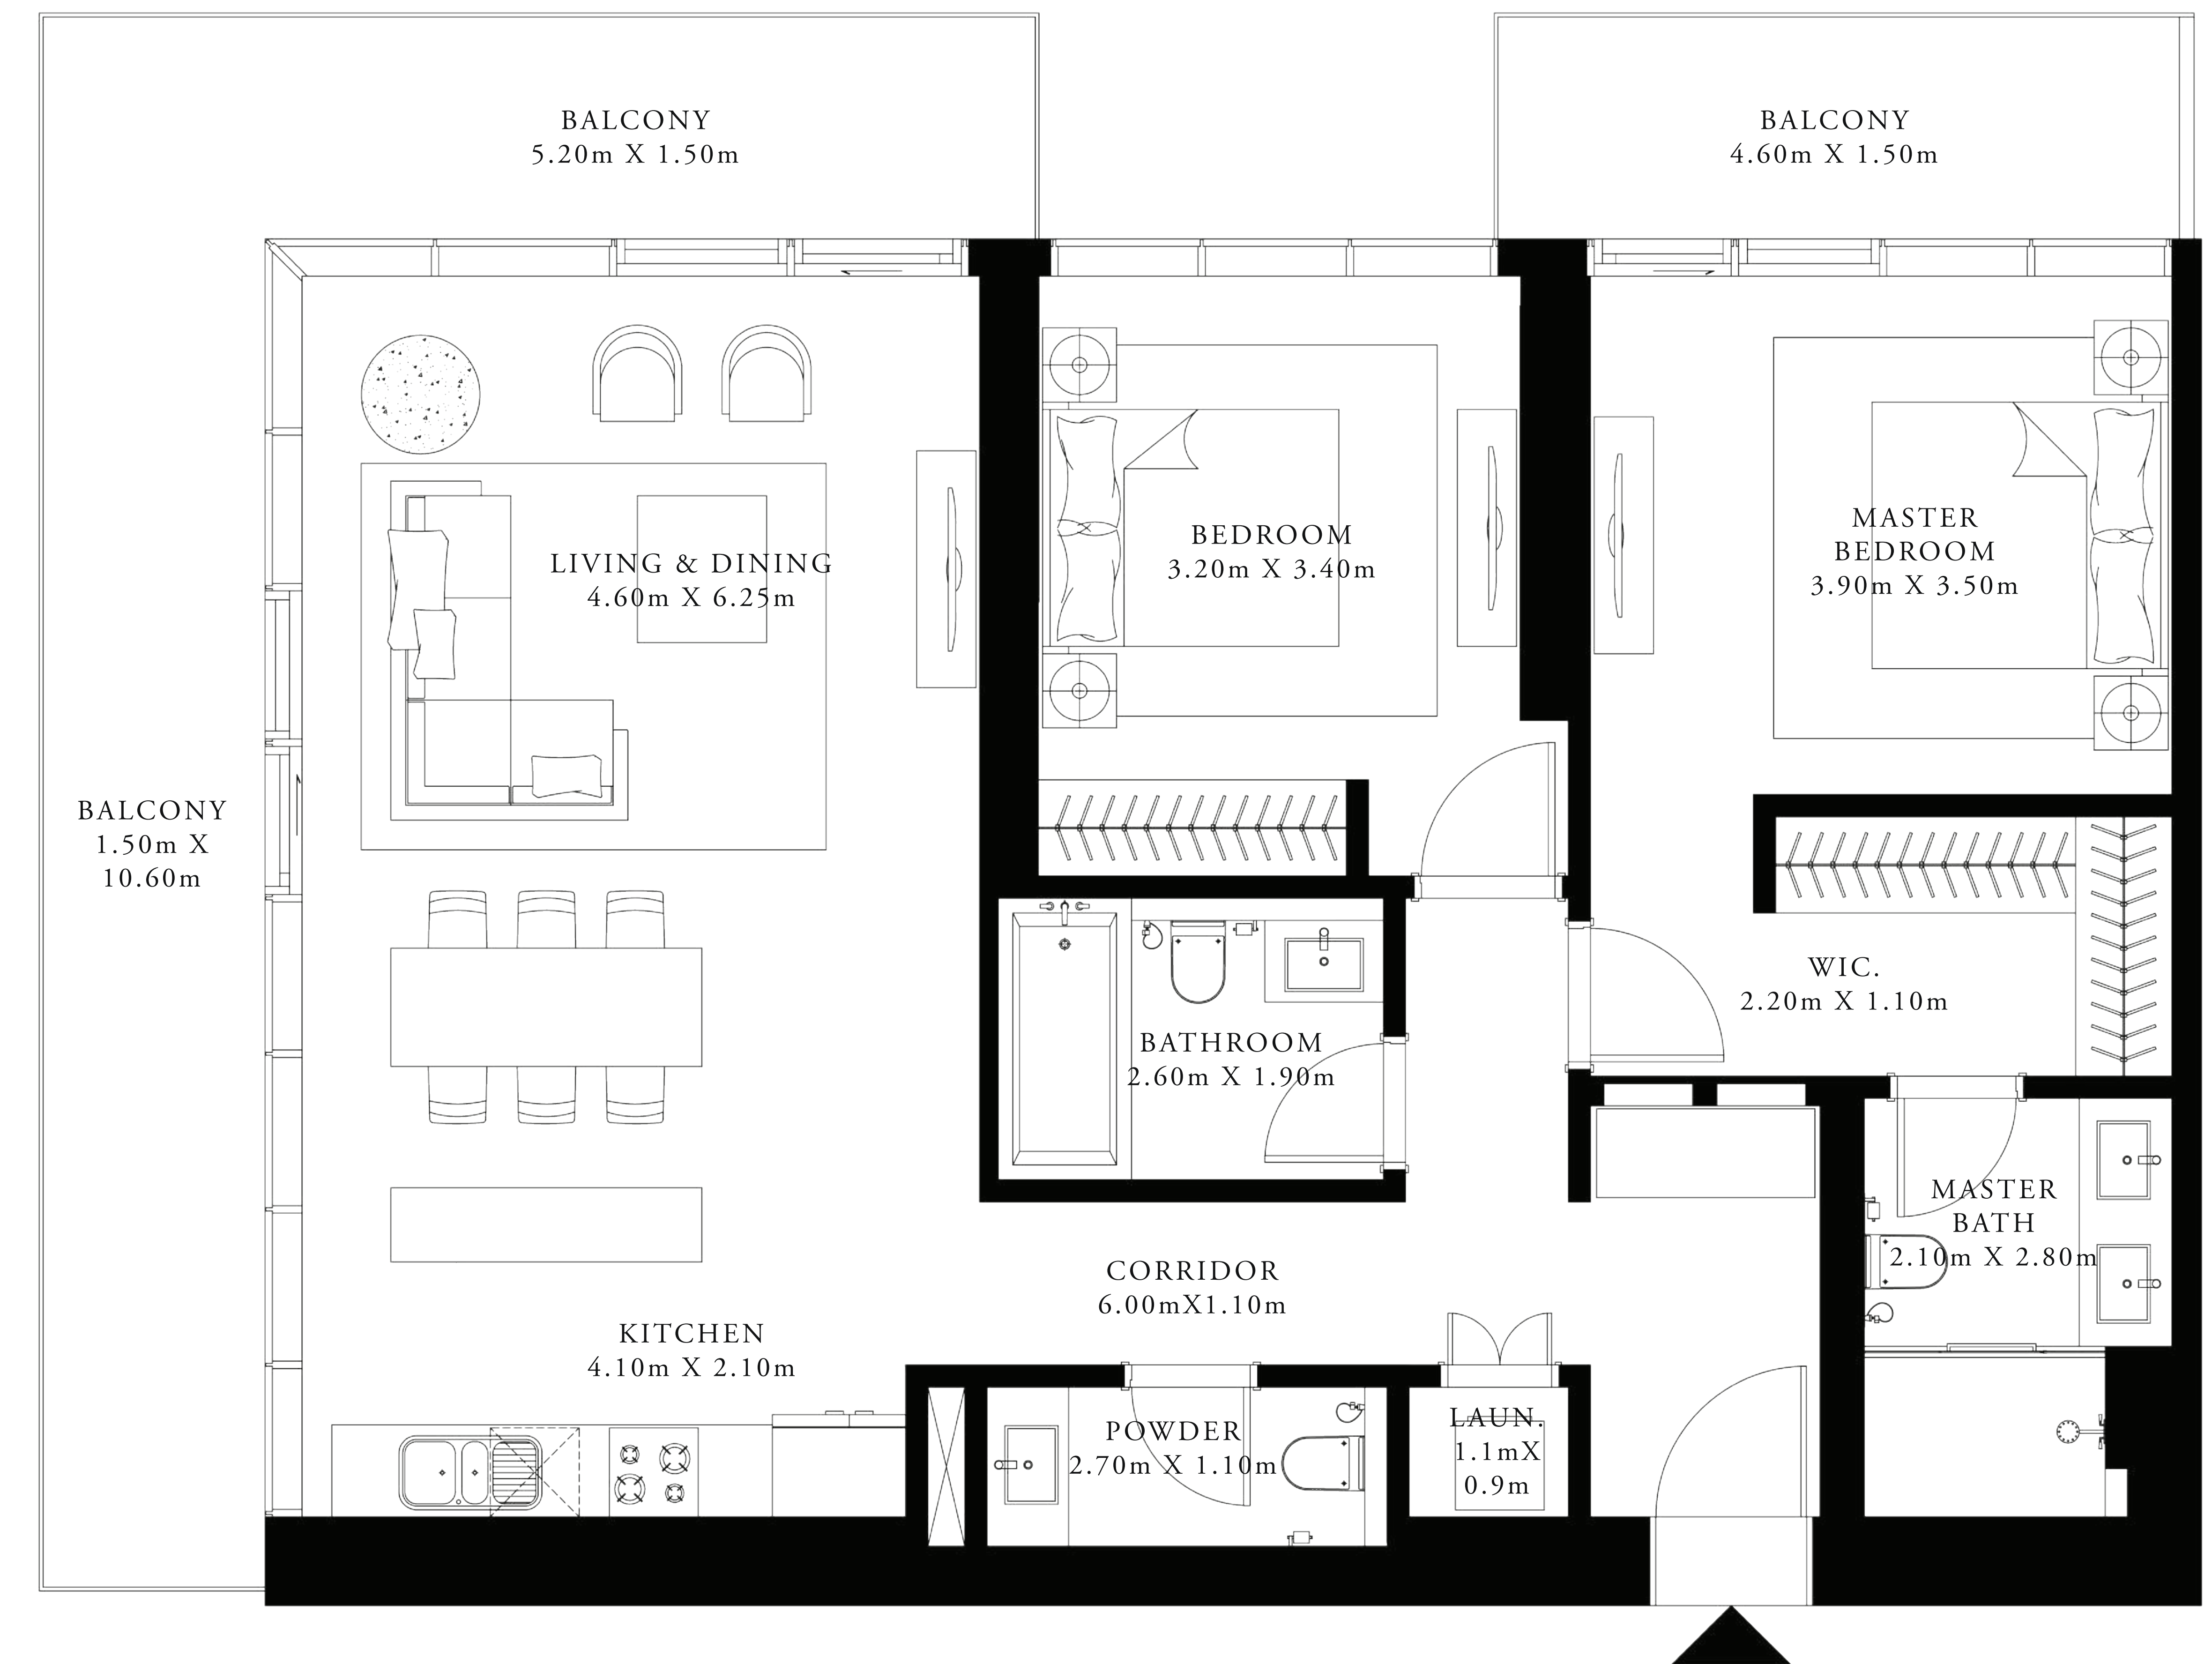 BALCONY
5.20m X 1.50m
BALCONY
4.60m X 1.50m
LIVING & DINING
4.60m X 6.25m
BEDROOM
3.20m X 3.40m
MASTER
BEDROOM
3.90m X 3.50m
BALCONY
1.50m X
10.60m
WIC.
2.20m X 1.10m
BATHROOM
2.60m X 1.90m
MASTER
BATH
2.10m X 2.80m
CORRIDOR
6.00mX1.10m
KITCHEN
4.10m X 2.10m
POWDER
2.70m X 1.10m
LAUN.
1.1mX
0.9m